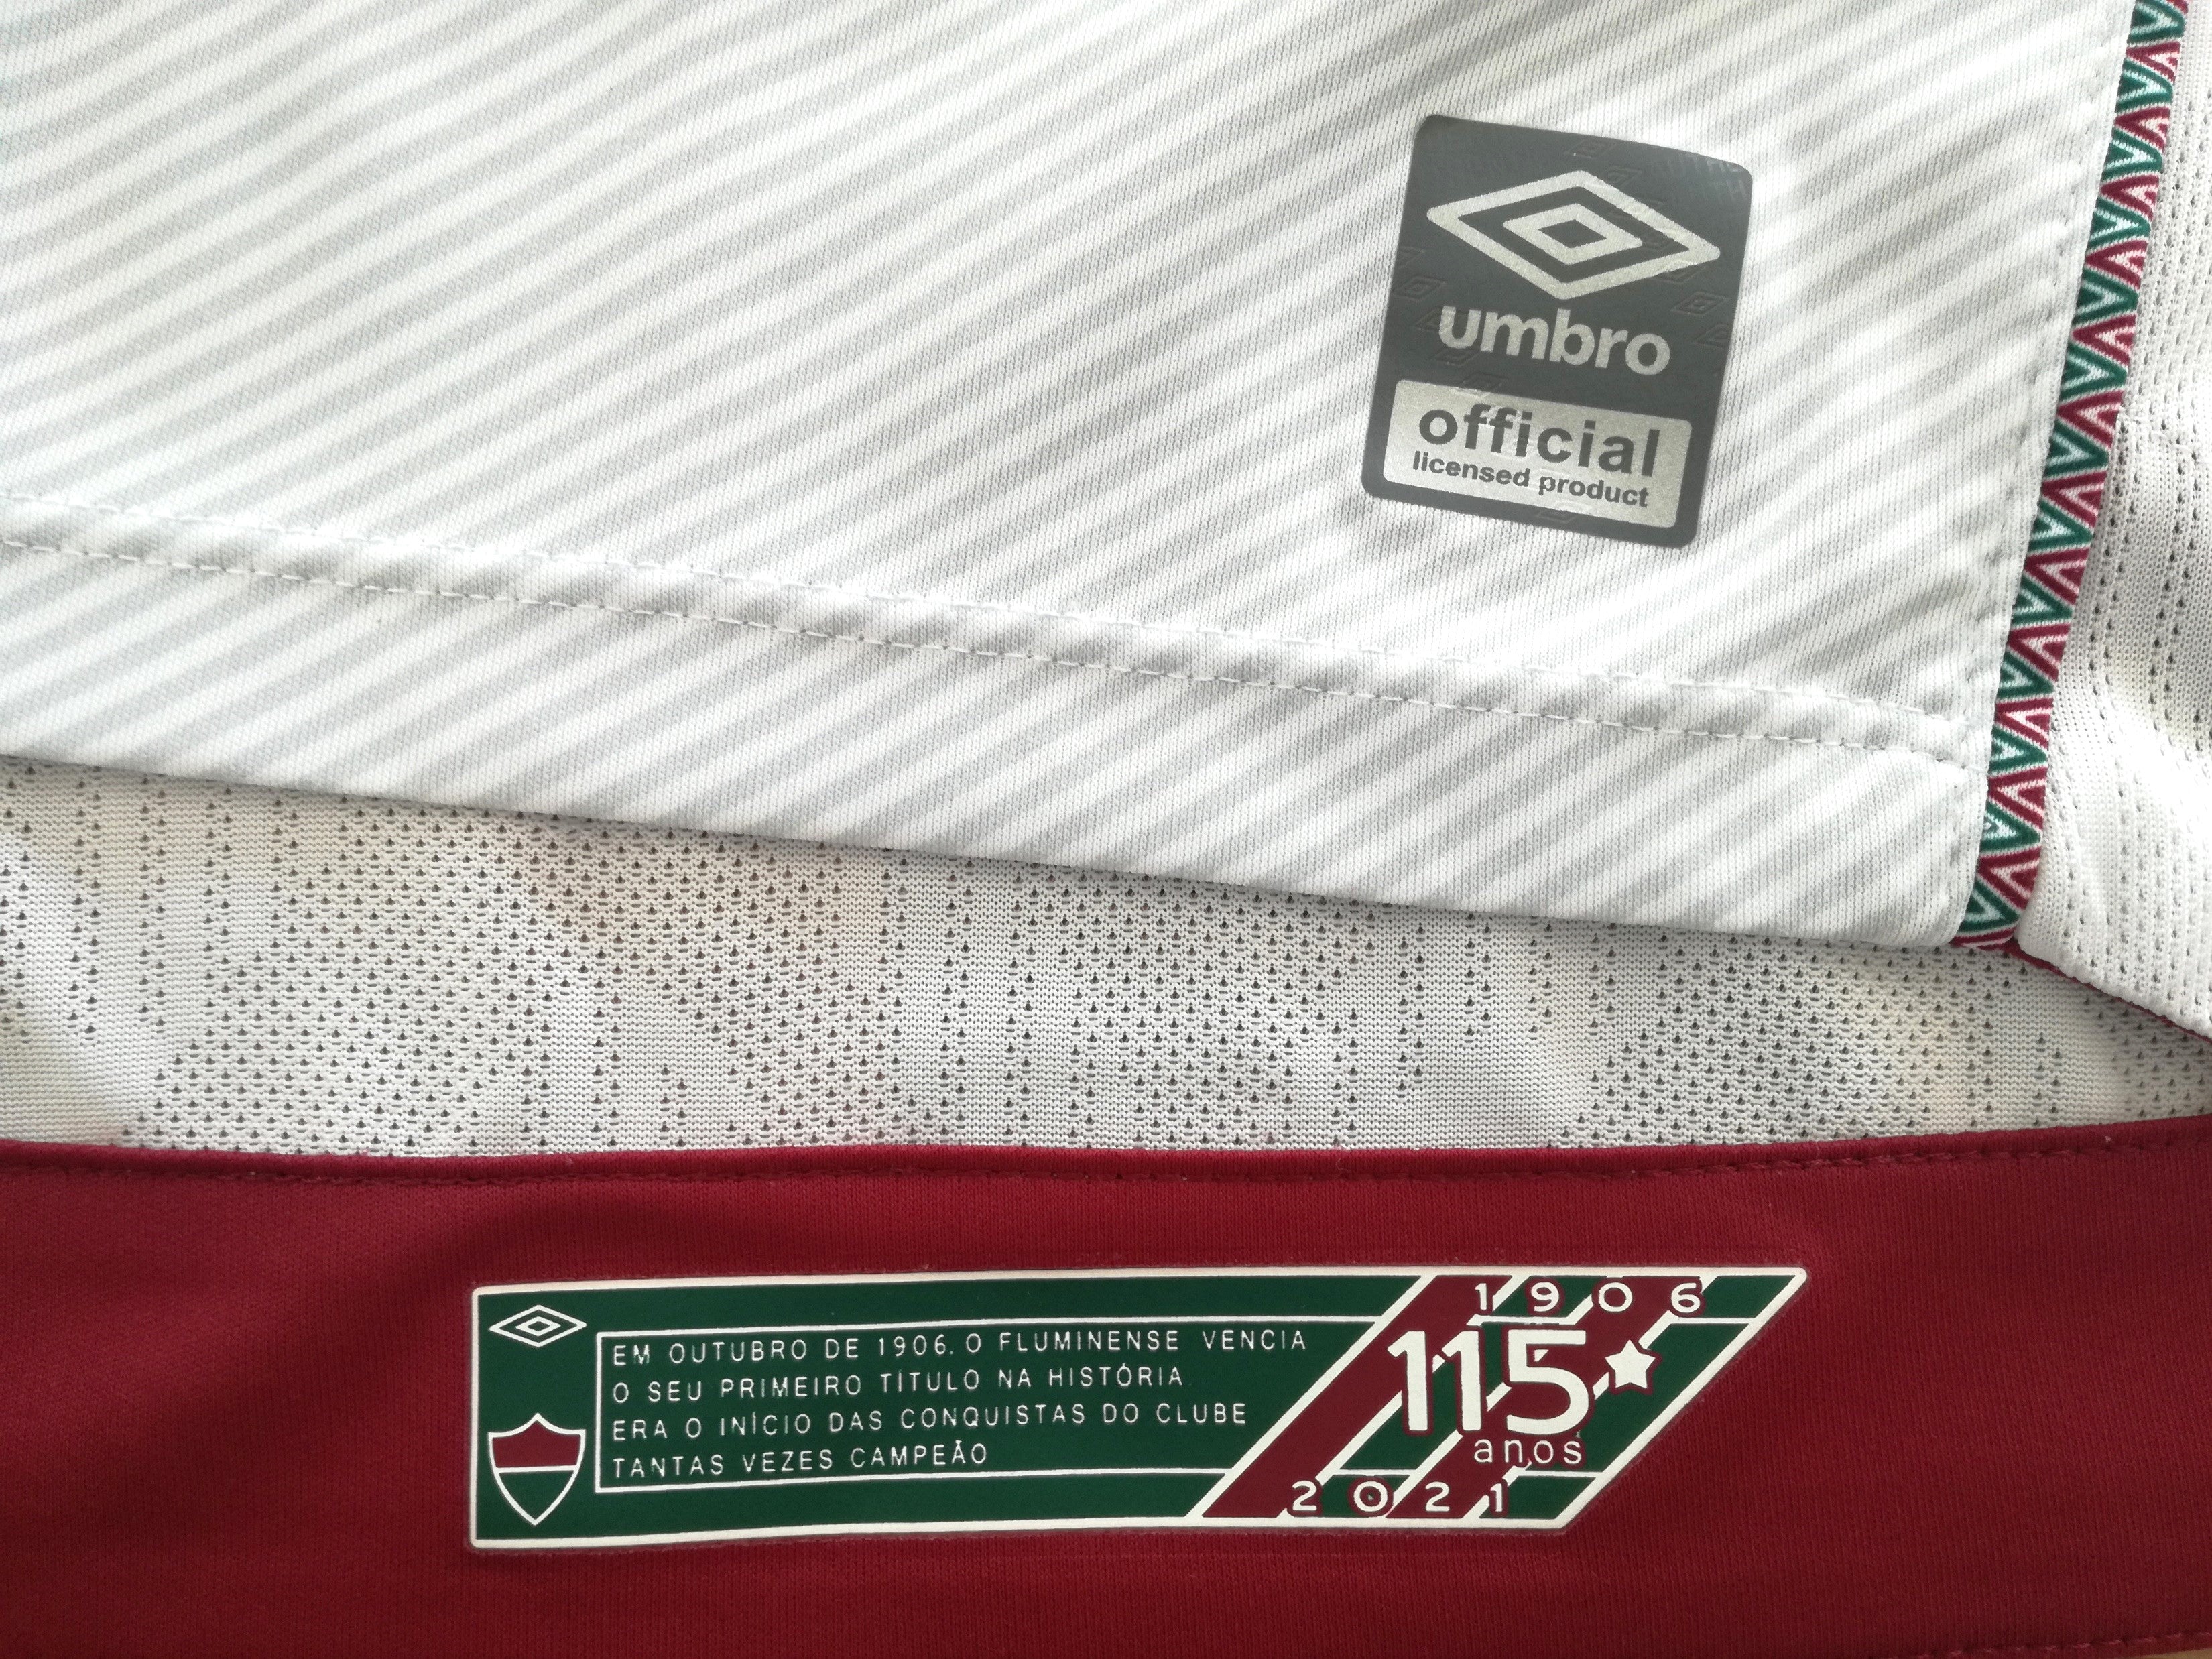 umbro
official
licensed product
1906
EM OUTUBRO DE 1906, O FLUMINENSE VENCIA
O SEU PRIMEIRO TÍTULO NA HISTÓRIA.
ERA O INÍCIO DAS CONQUISTAS DO CLUBE
TANTAS VEZES CAMPEÃO
115
anos
2021